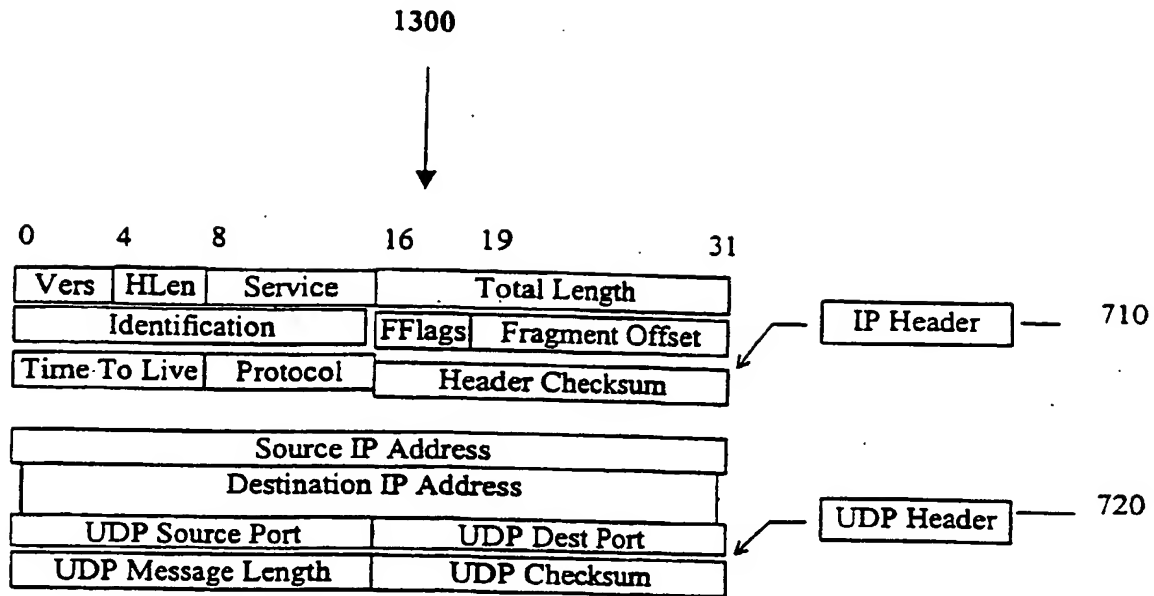 1300
0 4 8 16 19 31
Vers HLen Service Total Length
Identification FFlags Fragment Offset
IP Header 710
Time To Live Protocol Header Checksum
Source IP Address
Destination IP Address
UDP Source Port UDP Dest Port
UDP Header 720
UDP Message Length UDP Checksum